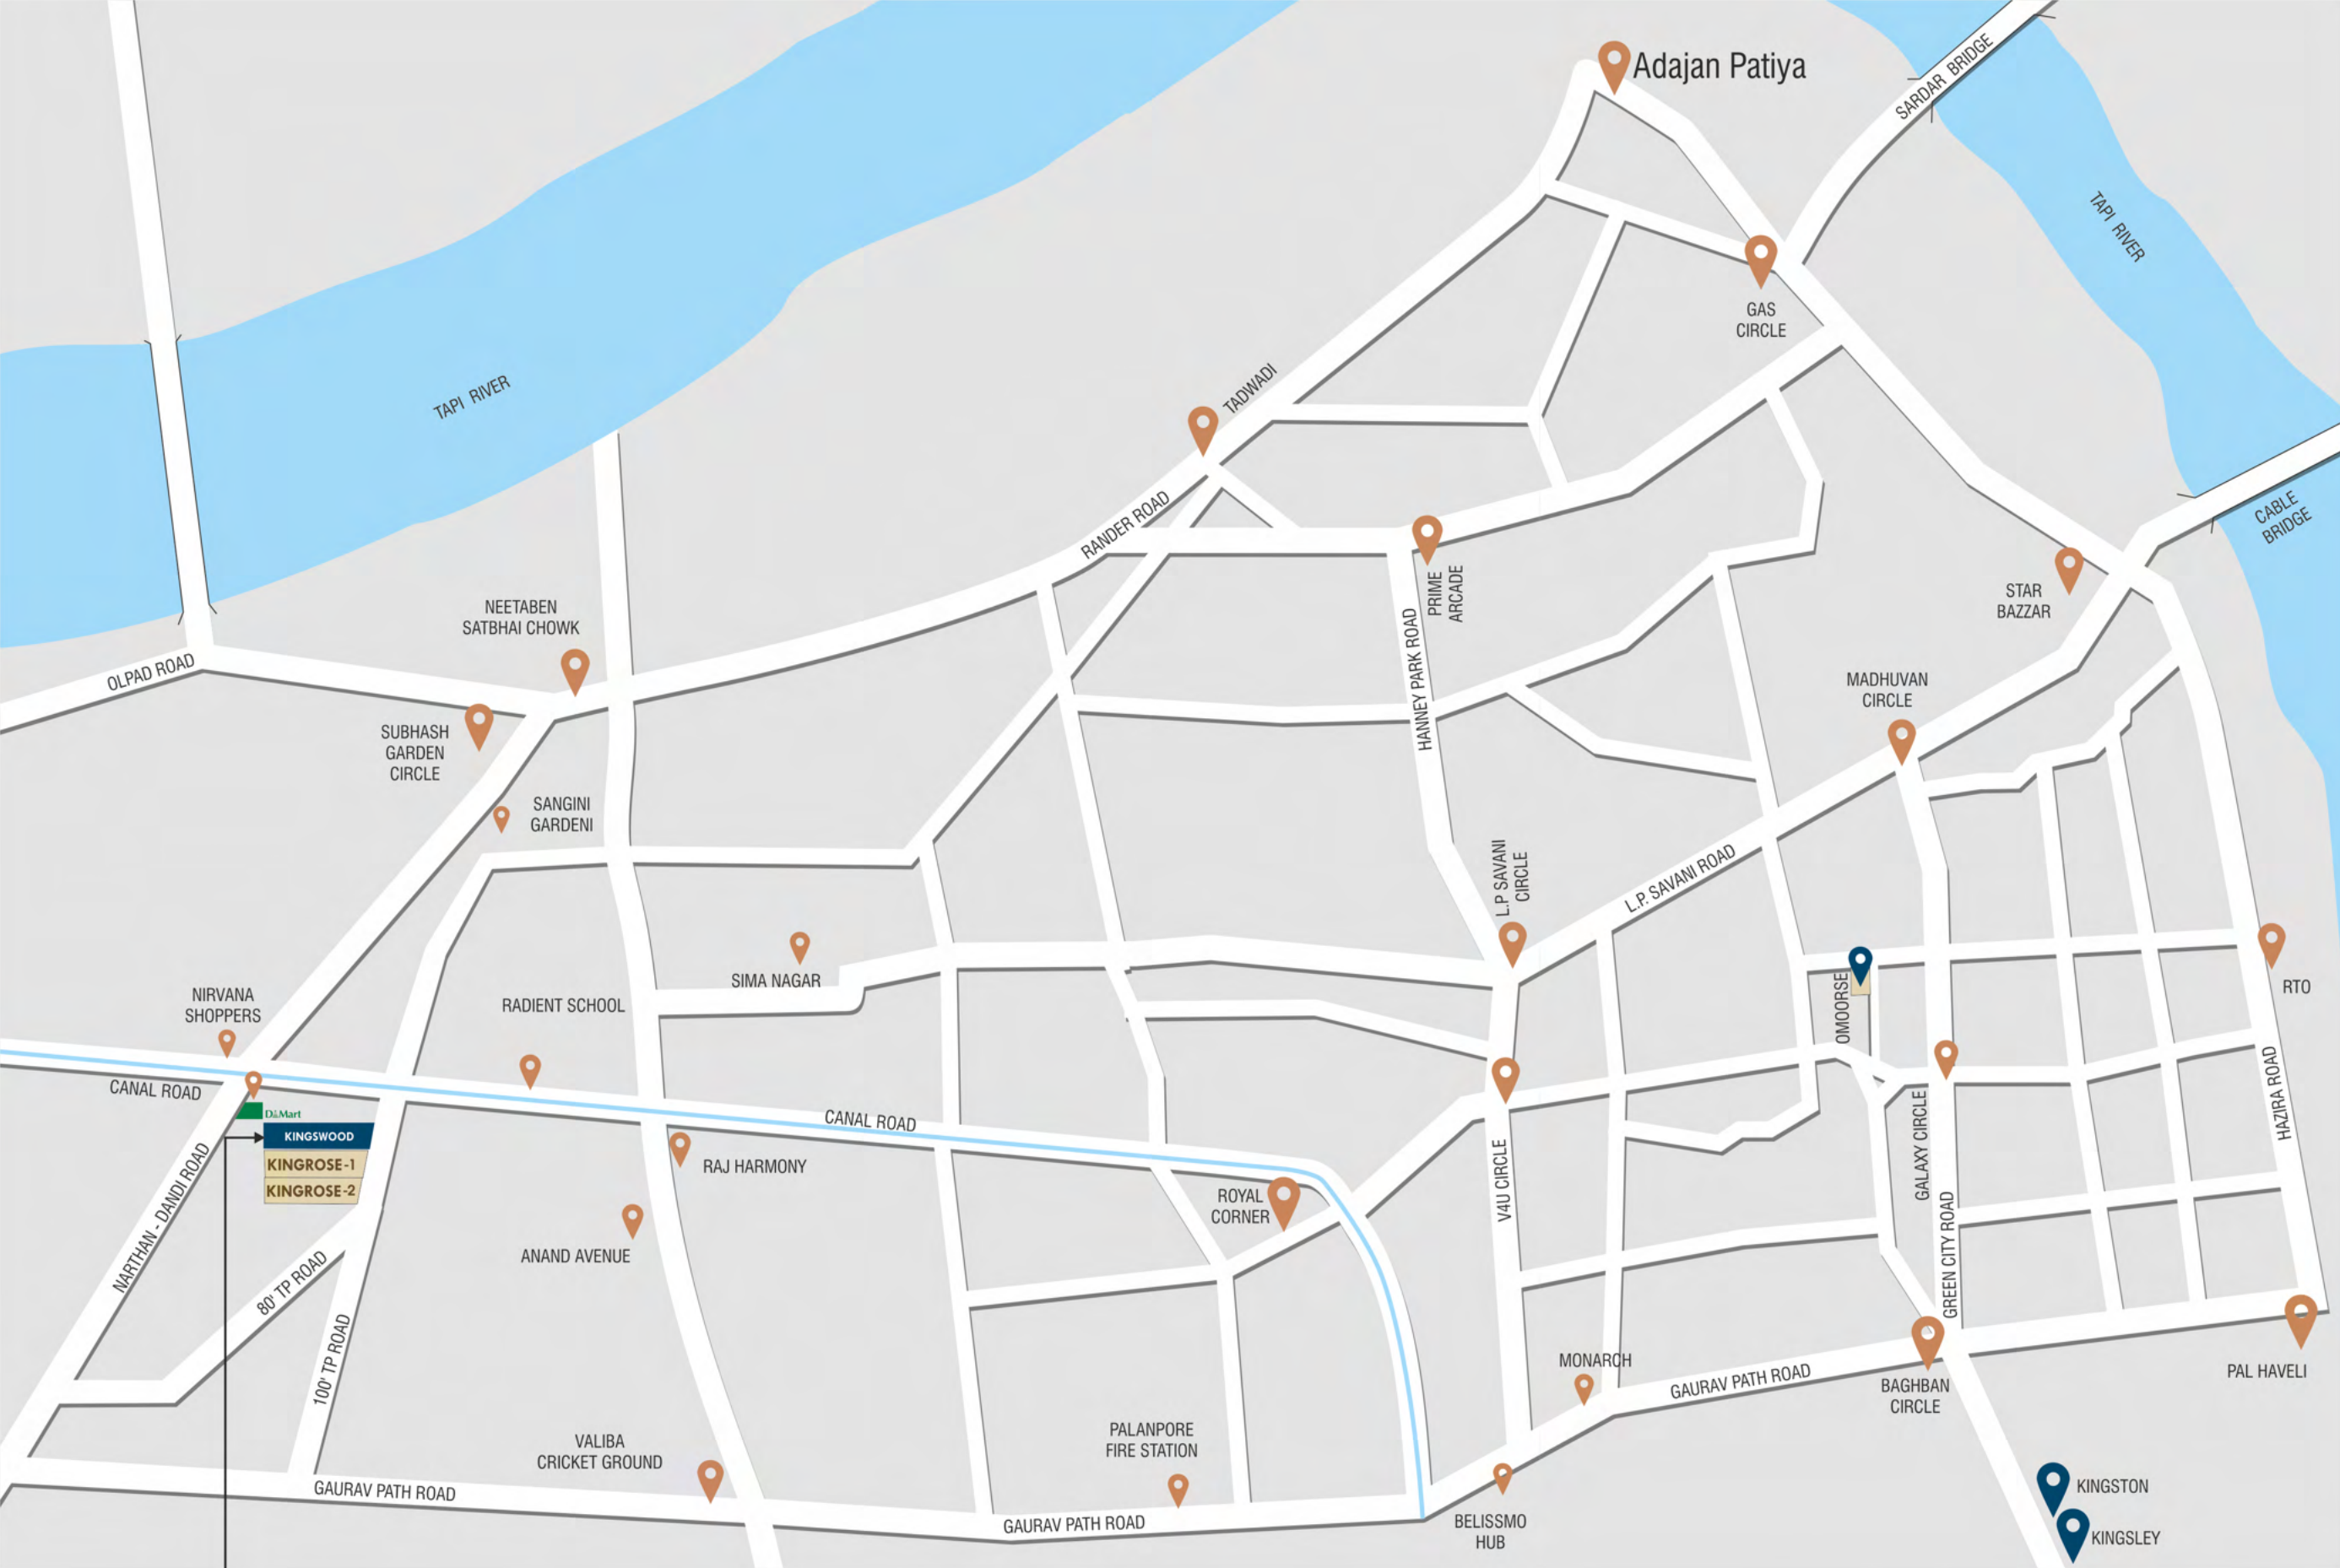 Adajan Patiya
SARDAR BRIDGE
TAPI RIVER
GAS
CIRCLE
TADWADI
TAPI RIVER
CABLE
BRIDGE
RANDER ROAD
PRIME
ARCADE
STAR
BAZZAR
NEETABEN
SATBHAI CHOWK
OLPAD ROAD
HANNEY PARK ROAD
MADHUVAN
CIRCLE
SUBHASH
GARDEN
CIRCLE
SANGINI
GARDENI
L.P SAVANI
CIRCLE
L.P. SAVANI ROAD
SIMA NAGAR
RTO
NIRVANA
SHOPPERS
RADIENT SCHOOL
OMOORSE
CANAL ROAD
DMart
KINGSWOOD
KINGROSE-1
KINGROSE-2
CANAL ROAD
RAJ HARMONY
HAZIRA ROAD
GALAXY CIRCLE
V4U CIRCLE
ROYAL
CORNER
NARTHAN - DANDI ROAD
ANAND AVENUE
80' TP ROAD
GREEN CITY ROAD
100' TP ROAD
MONARCH
GAURAV PATH ROAD
BAGHBAN
CIRCLE
PAL HAVELI
VALIBA
CRICKET GROUND
PALANPORE
FIRE STATION
GAURAV PATH ROAD
GAURAV PATH ROAD
BELISSMO
HUB
KINGSTON
KINGSLEY